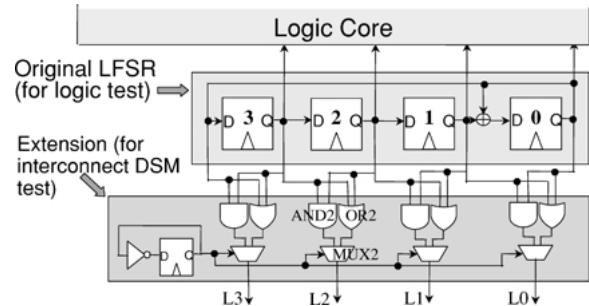 Logic Core
Original LFSR
(for logic test)
D 3 Q
D 2 Q
D 1 Q
D 0 Q
Extension (for
interconnect DSM
test)
AND2 OR2
MUX2
D Q
L3 L2 L1 L0